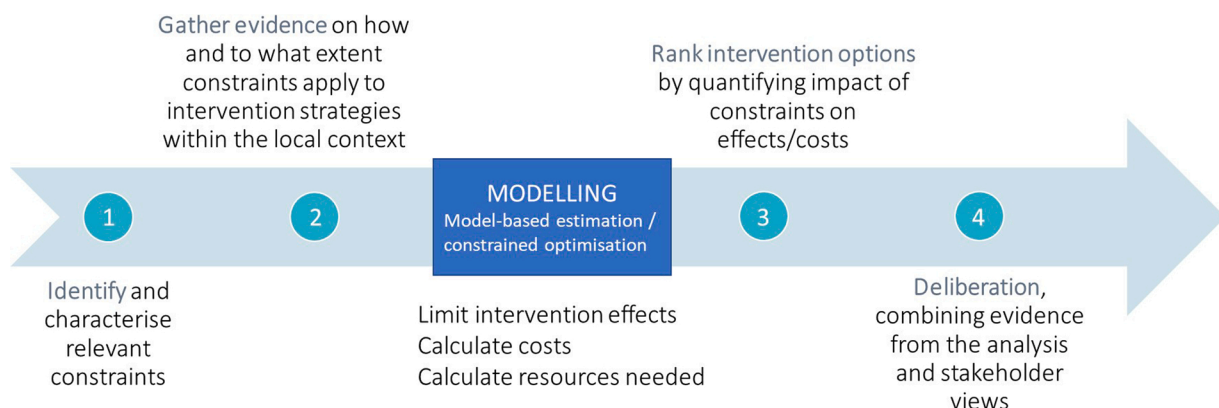 Gather evidence on how
and to what extent
constraints apply to
intervention strategies
within the local context
Rank intervention options
by quantifying impact of
constraints on
effects/costs
1
2
MODELLING
Model-based estimation /
constrained optimisation
3
4
Identify and
characterise
relevant
constraints
Limit intervention effects
Calculate costs
Calculate resources needed
Deliberation,
combining evidence
from the analysis
and stakeholder
views